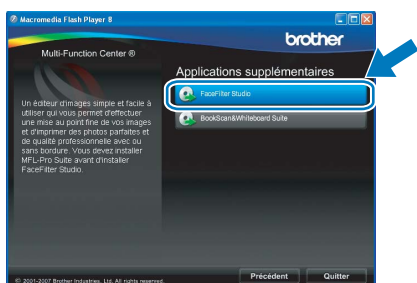 Macromedia Flash Player 8
brother
Multi-Function Center ®
Applications supplémentaires
FaceFilter Studio
BookScan&Whiteboard Suite
Un éditeur d'images simple et facile à
utiliser qui vous permet d'effectuer
une mise au point fine de vos images
et d'imprimer des photos parfaites et
de qualité professionnelle avec ou
sans bordure. Vous devez installer
MFL-Pro Suite avant d'installer
FaceFilter Studio.
© 2001-2007 Brother Industries, Ltd. All rights reserved.
Précédent
Quitter